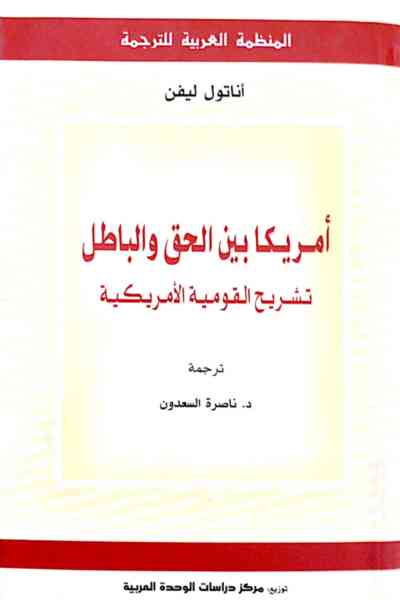 المنظمة العربية للترجمة
أناتول ليفن
أمريكا بين الحق والباطل
تشريح القومية الأمريكية
ترجمة
د. ناصرة السعدون
توزيع: مركز دراسات الوحدة العربية